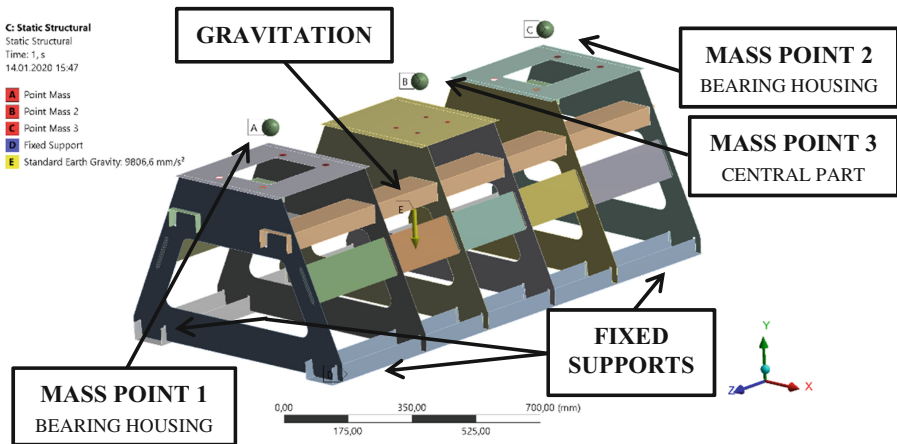 C: Static Structural
Static Structural
Time: 1, s
14.01.2020 15:47
A Point Mass
B Point Mass 2
C Point Mass 3
D Fixed Support
E Standard Earth Gravity: 9806,6 mm/s²
GRAVITATION
C
MASS POINT 2
BEARING HOUSING
B
A
MASS POINT 3
CENTRAL PART
E
FIXED
SUPPORTS
MASS POINT 1
BEARING HOUSING
Y
Z
X
0,00 350,00 700,00 (mm)
175,00 525,00